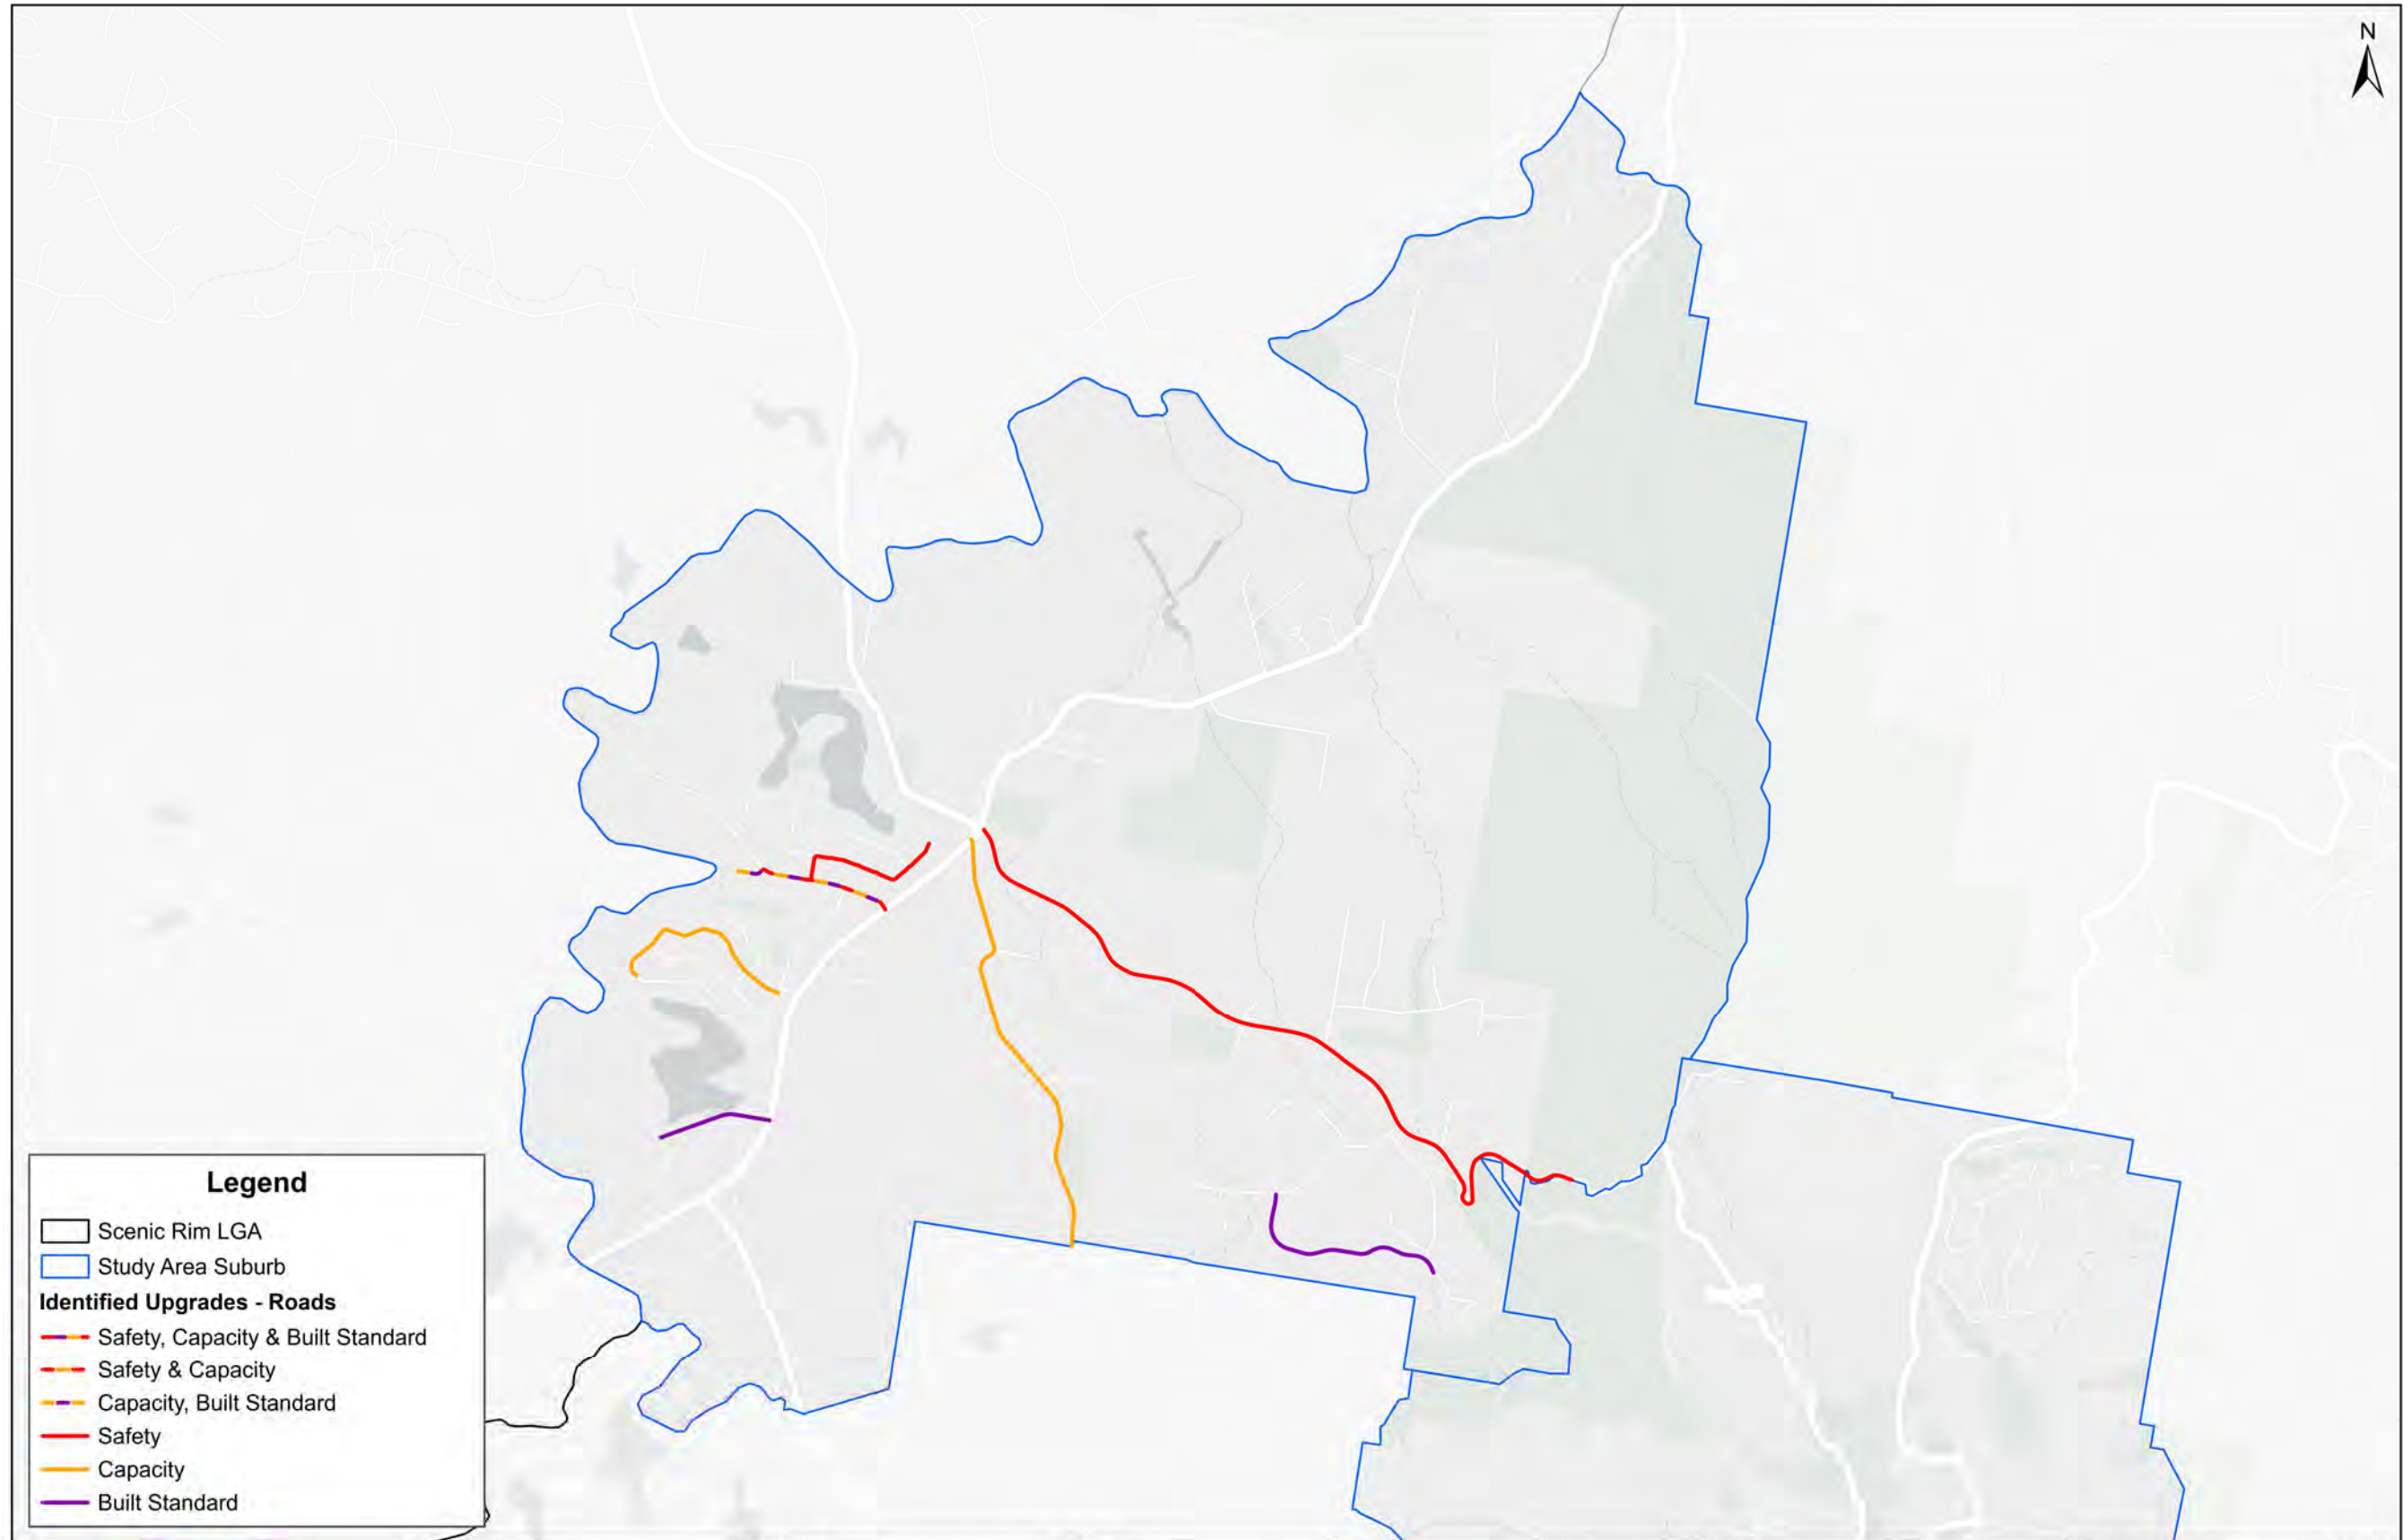 N
Legend
Scenic Rim LGA
Study Area Suburb
Identified Upgrades - Roads
Safety, Capacity & Built Standard
Safety & Capacity
Capacity, Built Standard
Safety
Capacity
Built Standard